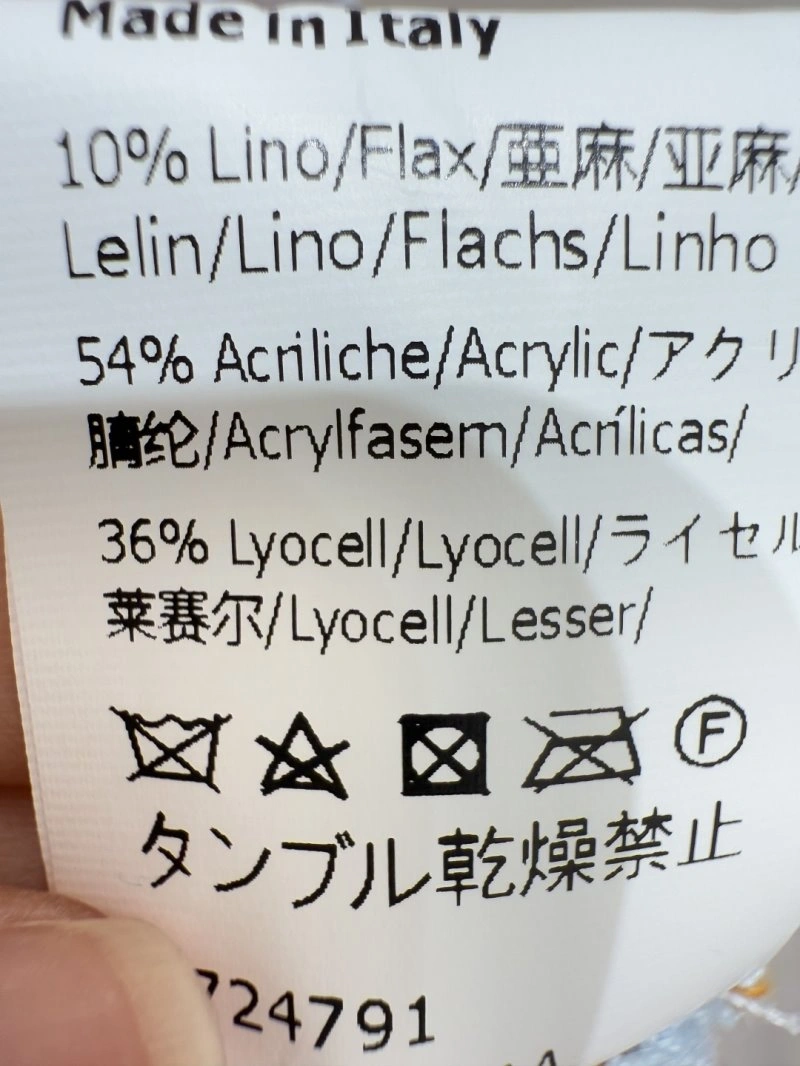 Made in Italy
10% Lino/Flax/亜麻/亚麻/
Lelin/Lino/Flachs/Linho
54% Acriliche/Acrylic/アクリ
腈纶/Acrylfasern/Acrílicas/
36% Lyocell/Lyocell/ライセル
莱赛尔/Lyocell/Lesser/
F
タンブル乾燥禁止
724791